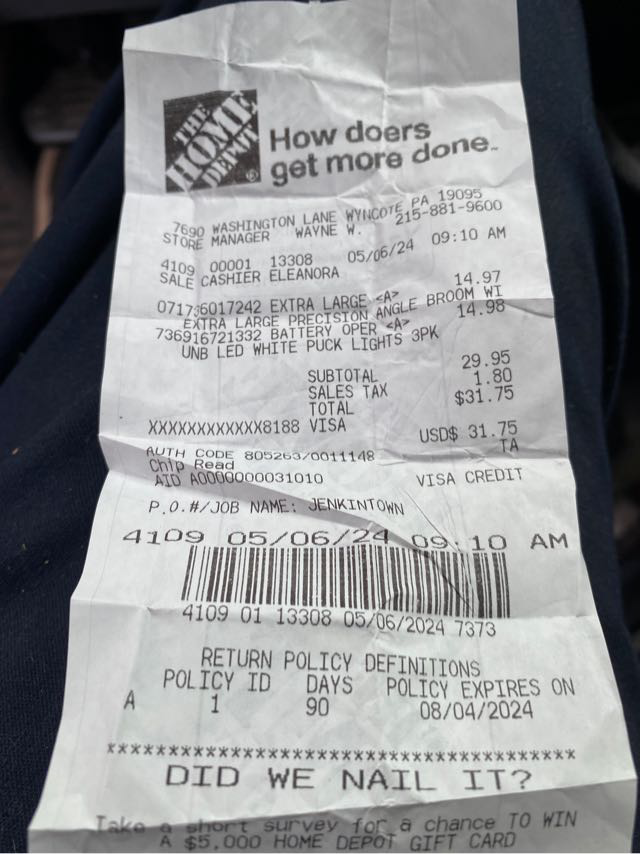 THE
HOME
DEPOT®
How doers
get more done™
7690 WASHINGTON LANE WYNCOTE PA 19095
STORE MANAGER WAYNE W. 215-881-9600
4109 00001 13308 05/06/24 09:10 AM
SALE CASHIER ELEANORA
071736017242 EXTRA LARGE <A> 14.97
EXTRA LARGE PRECISION ANGLE BROOM WI
736916721332 BATTERY OPER <A> 14.98
UNB LED WHITE PUCK LIGHTS 3PK
SUBTOTAL 29.95
SALES TAX 1.80
TOTAL $31.75
XXXXXXXXXXXX8188 VISA
USD$ 31.75
AUTH CODE 805263/0011148 TA
Chip Read
AID A0000000031010 VISA CREDIT
P.O.#/JOB NAME: JENKINTOWN
4109 05/06/24 09:10 AM
4109 01 13308 05/06/2024 7373
RETURN POLICY DEFINITIONS
POLICY ID DAYS POLICY EXPIRES ON
A 1 90 08/04/2024
***************************************
DID WE NAIL IT?
Take a short survey for a chance TO WIN
A $5,000 HOME DEPOT GIFT CARD